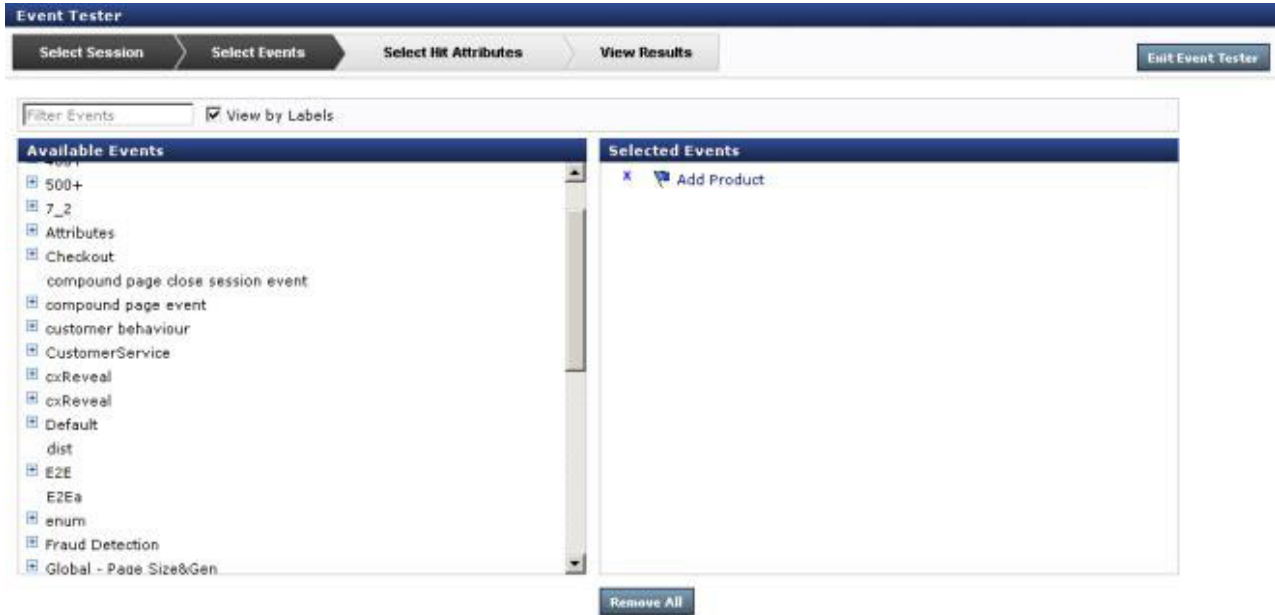 Event Tester
Select Session Select Events Select Hit Attributes View Results
Exit Event Tester
Filter Events View by Labels
Available Events
Selected Events
400+
500+
7_2
Attributes
Checkout
compound page close session event
compound page event
customer behaviour
CustomerService
cxReveal
cxReveal
Default
dist
E2E
E2Ea
enum
Fraud Detection
Global - Page Size&Gen
x Add Product
Remove All